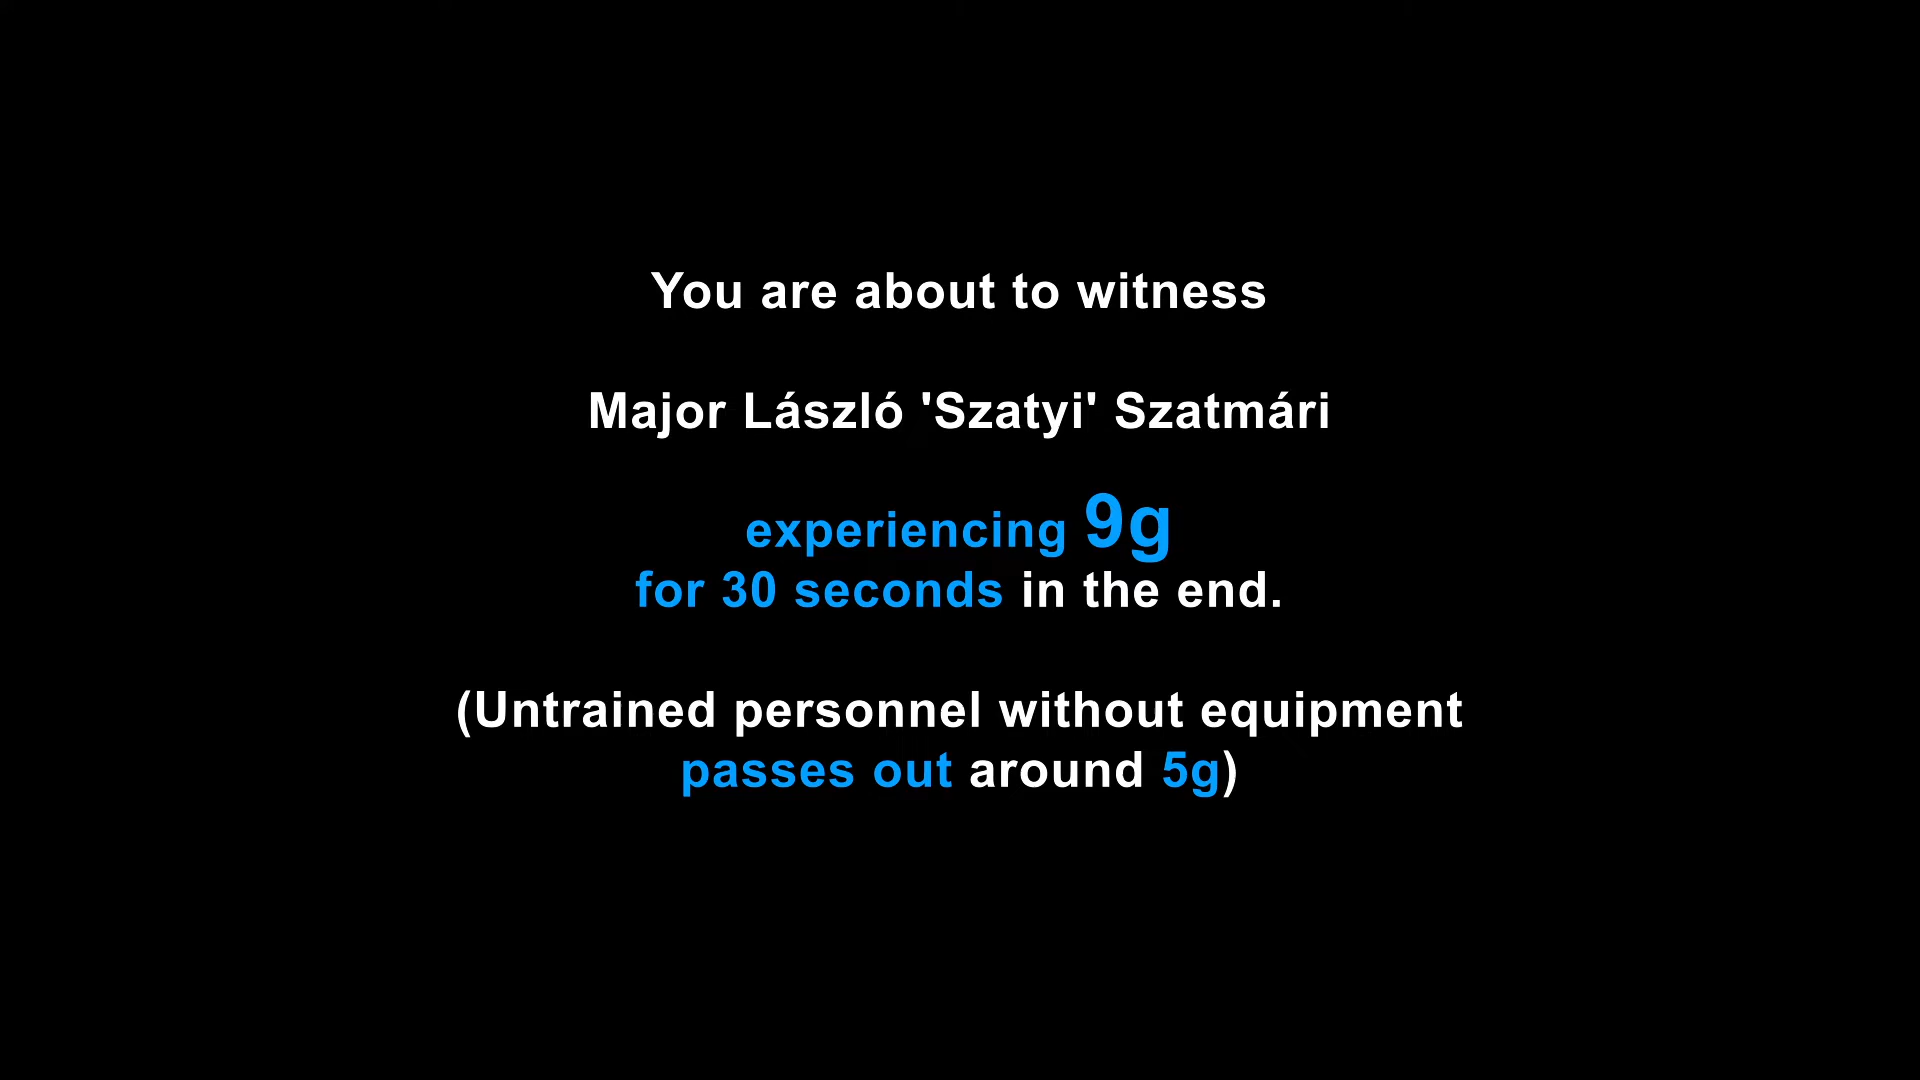 You are about to witness
Major László 'Szatyi' Szatmári
experiencing 9g
for 30 seconds in the end.
(Untrained personnel without equipment
passes out around 5g)